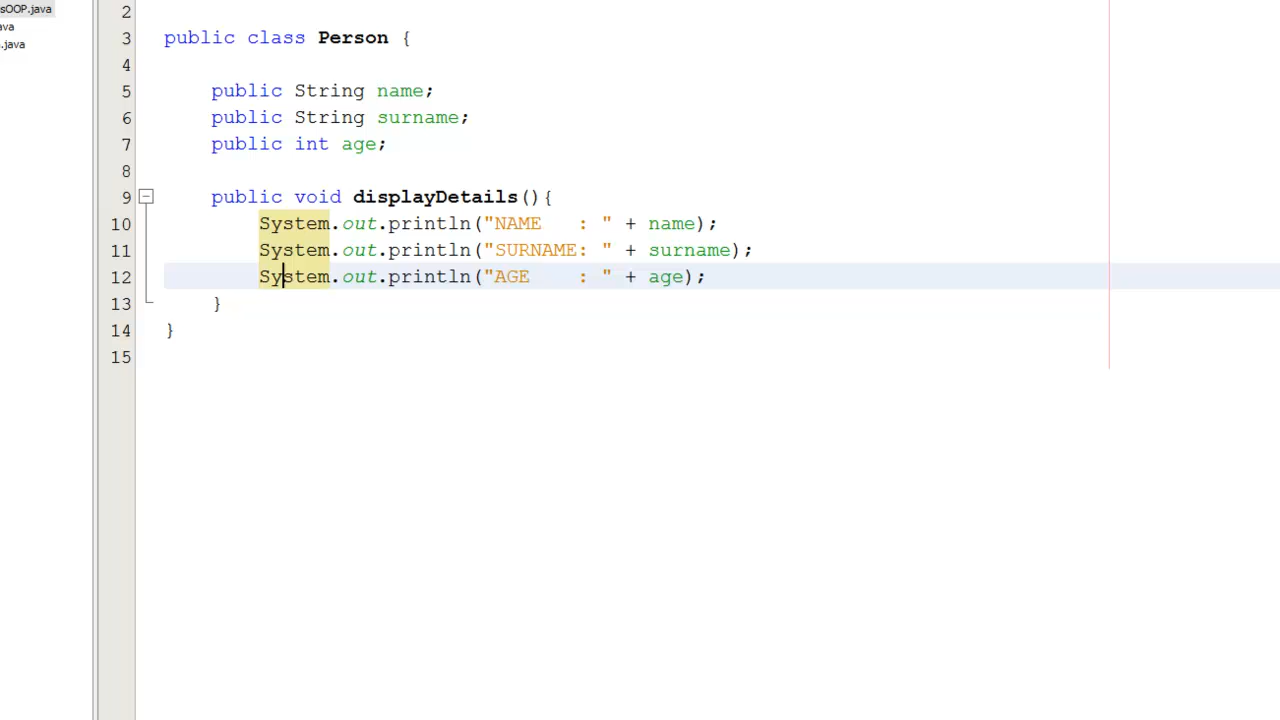 sOOP.java
ava
.java
2
3 public class Person {
4
5 public String name;
6 public String surname;
7 public int age;
8
9 public void displayDetails(){
10 System.out.println("NAME   : " + name);
11 System.out.println("SURNAME: " + surname);
12 System.out.println("AGE    : " + age);
13 }
14 }
15